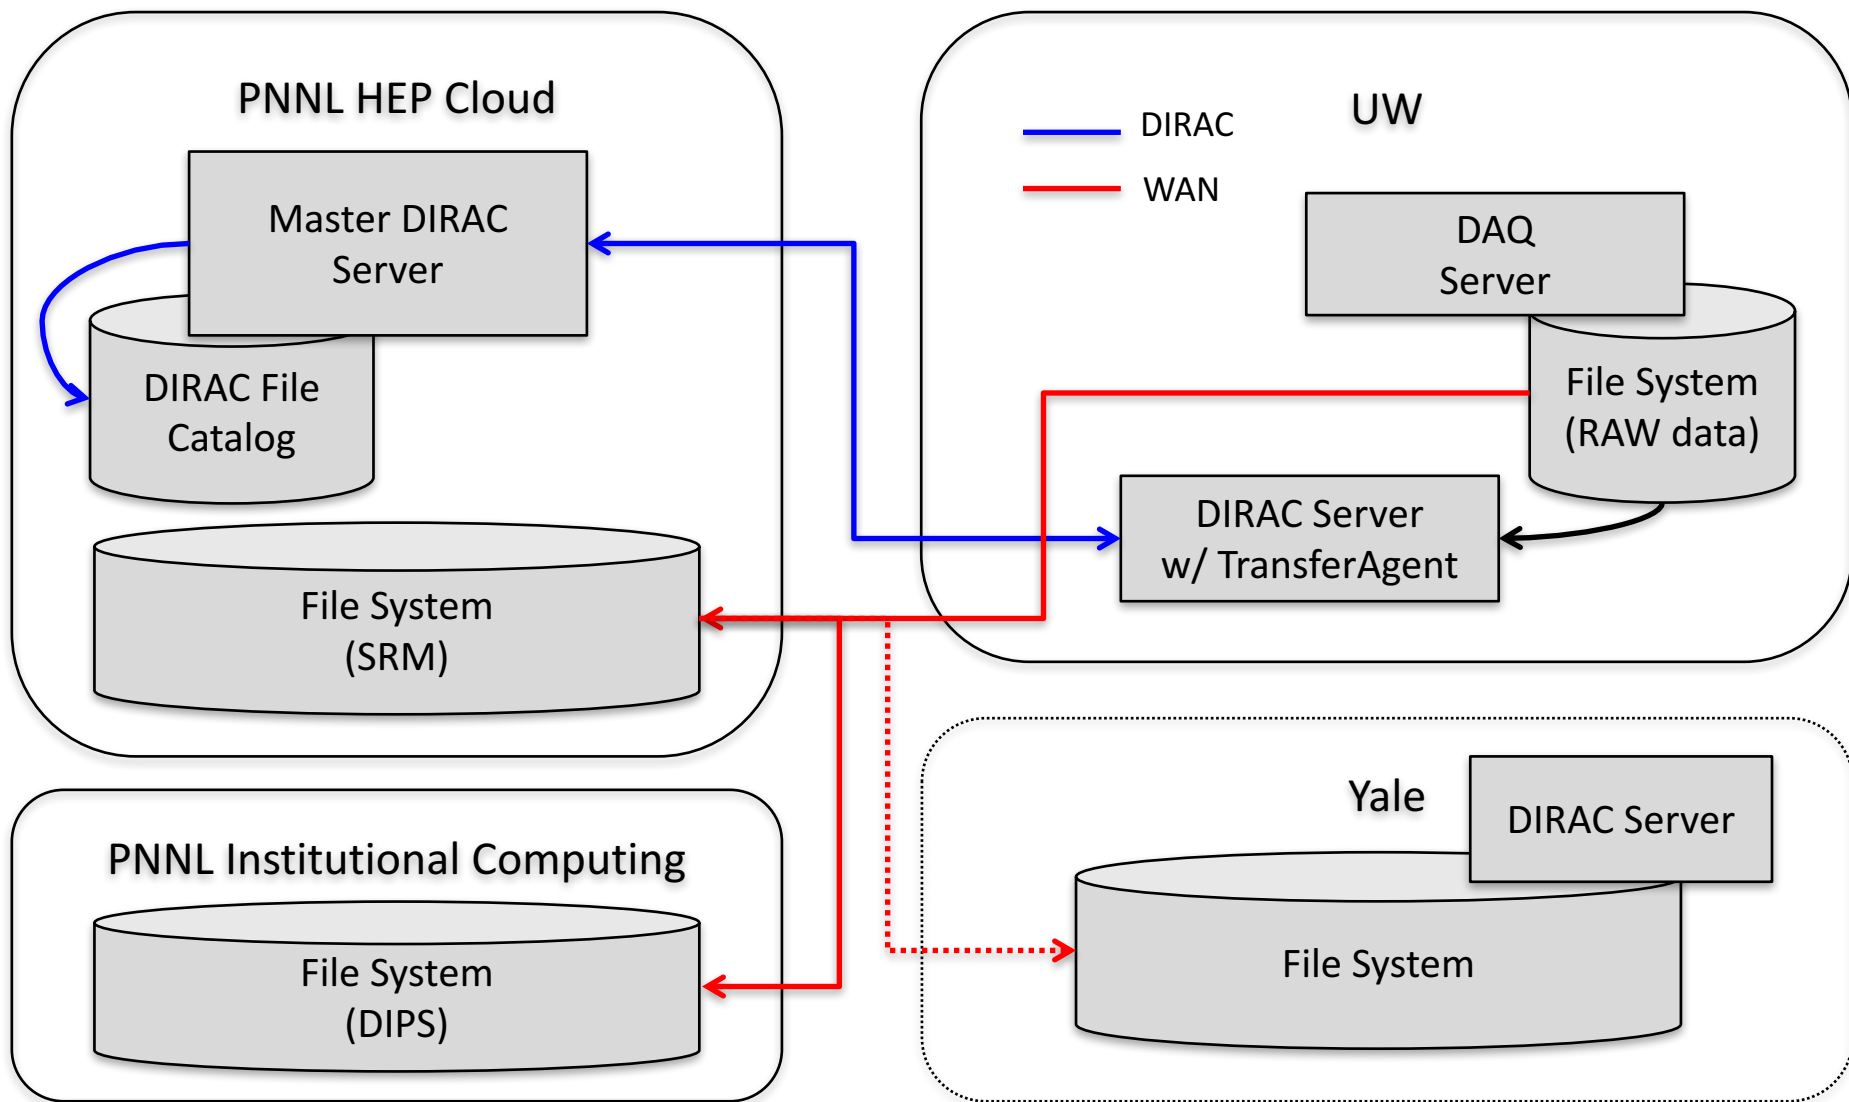 PNNL HEP Cloud
Master DIRAC
Server
DIRAC File
Catalog
File System
(SRM)
UW
DIRAC
WAN
DAQ
Server
File System
(RAW data)
DIRAC Server
w/ TransferAgent
PNNL Institutional Computing
File System
(DIPS)
Yale
DIRAC Server
File System